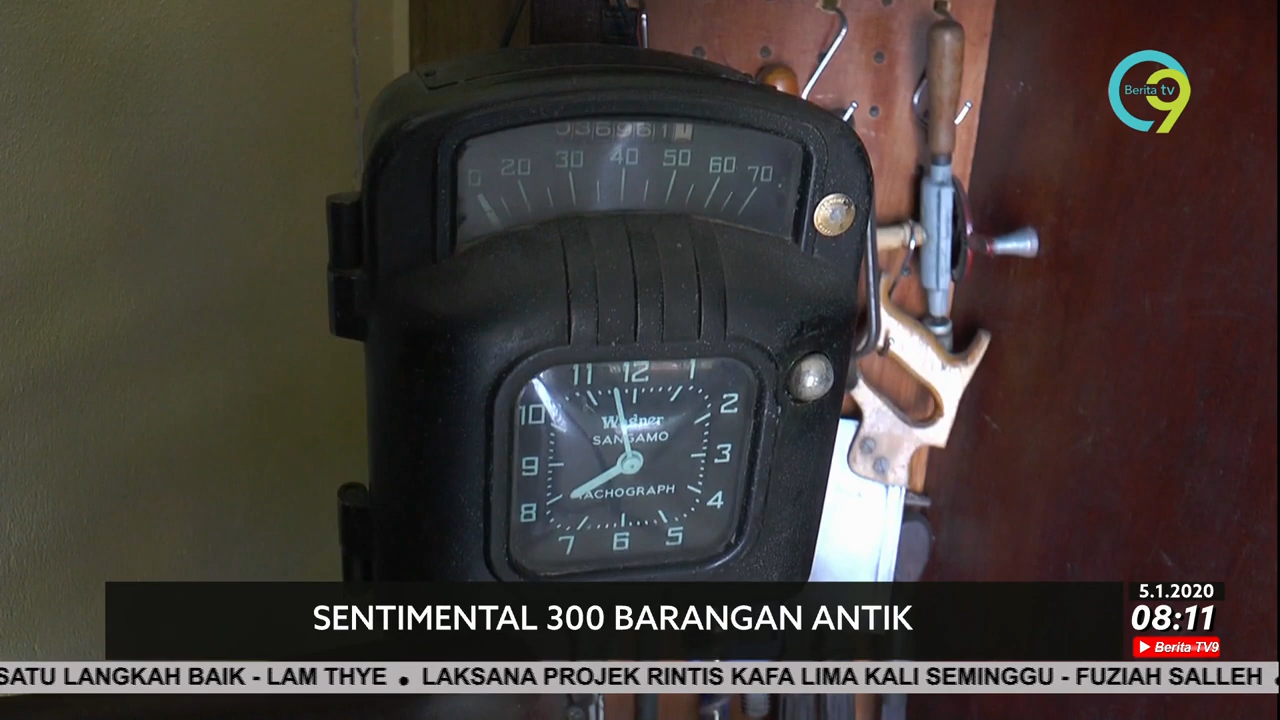 Berita tv
9
0 20 30 40 50 60 70
11 12 1
10 2
Wagner
SANGAMO
9 3
TACHOGRAPH
8 4
7 6 5
SENTIMENTAL 300 BARANGAN ANTIK
5.1.2020
08:11
Berita TV9
SATU LANGKAH BAIK - LAM THYE • LAKSANA PROJEK RINTIS KAFA LIMA KALI SEMINGGU - FUZIAH SALLEH